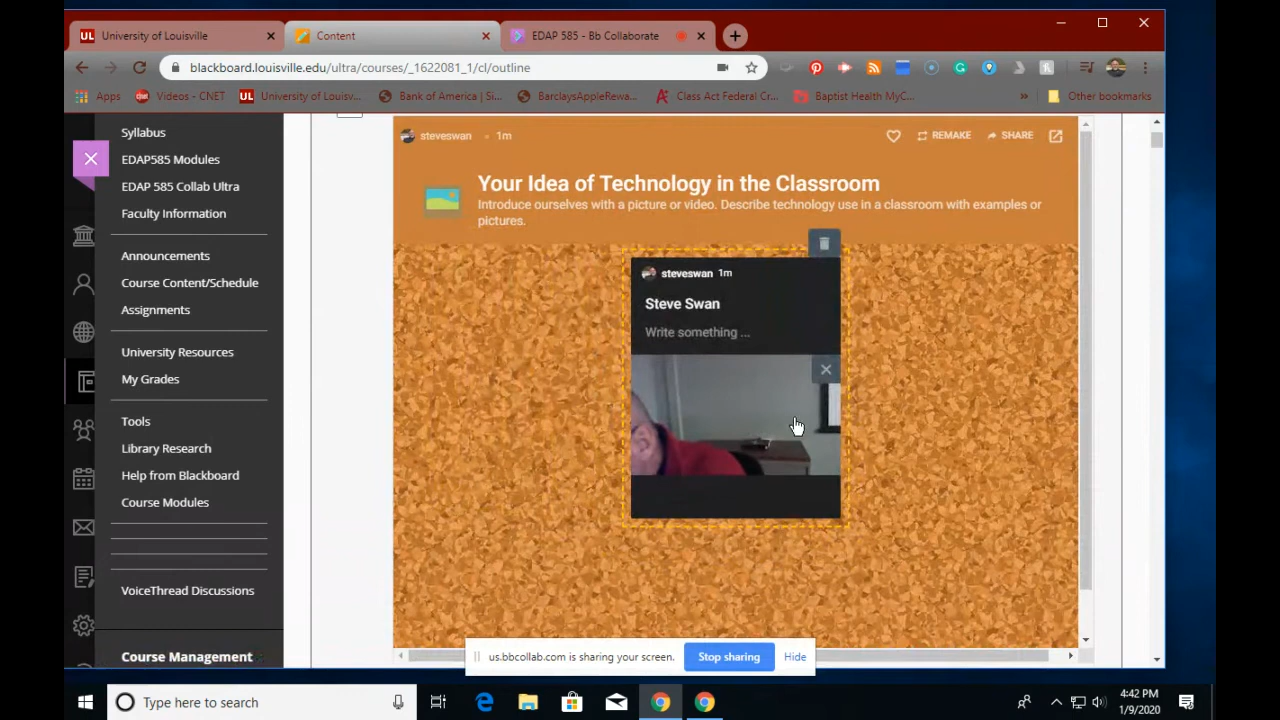 University of Louisville
Content
EDAP 585 - Bb Collaborate
blackboard.louisville.edu/ultra/courses/_1622081_1/cl/outline
Apps
Videos - CNET
University of Louisv...
Bank of America | Si...
BarclaysAppleRewa...
Class Act Federal Cr...
Baptist Health MyC...
»
Other bookmarks
Syllabus
EDAP585 Modules
EDAP 585 Collab Ultra
Faculty Information
Announcements
Course Content/Schedule
Assignments
University Resources
My Grades
Tools
Library Research
Help from Blackboard
Course Modules
VoiceThread Discussions
Course Management
steveswan • 1m
REMAKE
SHARE
Your Idea of Technology in the Classroom
Introduce ourselves with a picture or video. Describe technology use in a classroom with examples or
pictures.
steveswan 1m
Steve Swan
Write something ...
us.bbcollab.com is sharing your screen.
Stop sharing
Hide
Type here to search
4:42 PM
1/9/2020